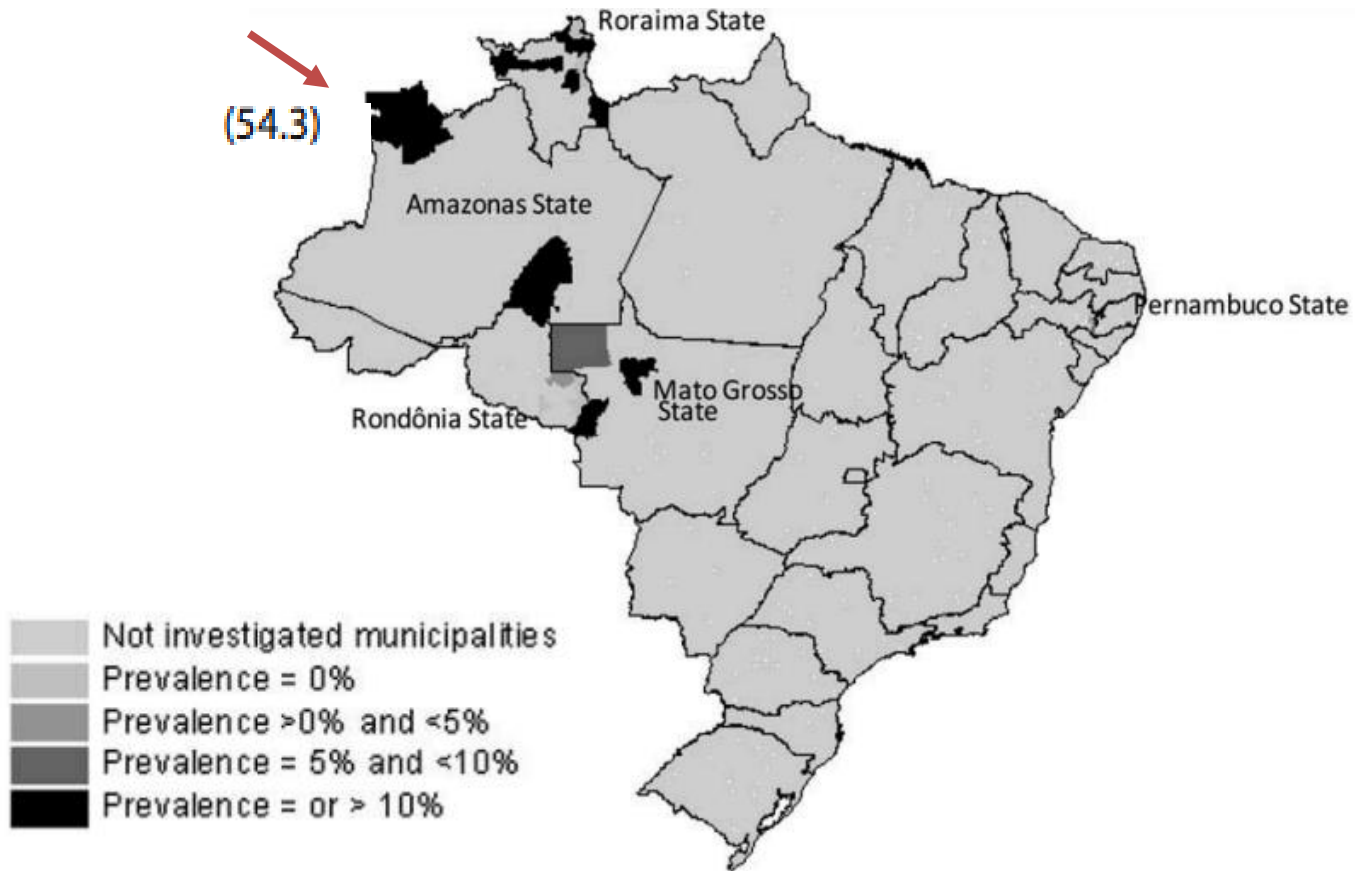 Roraima State
(54.3)
Amazonas State
Pernambuco State
Mato Grosso
State
Rondônia State
Not investigated municipalities
Prevalence = 0%
Prevalence >0% and <5%
Prevalence = 5% and <10%
Prevalence = or > 10%